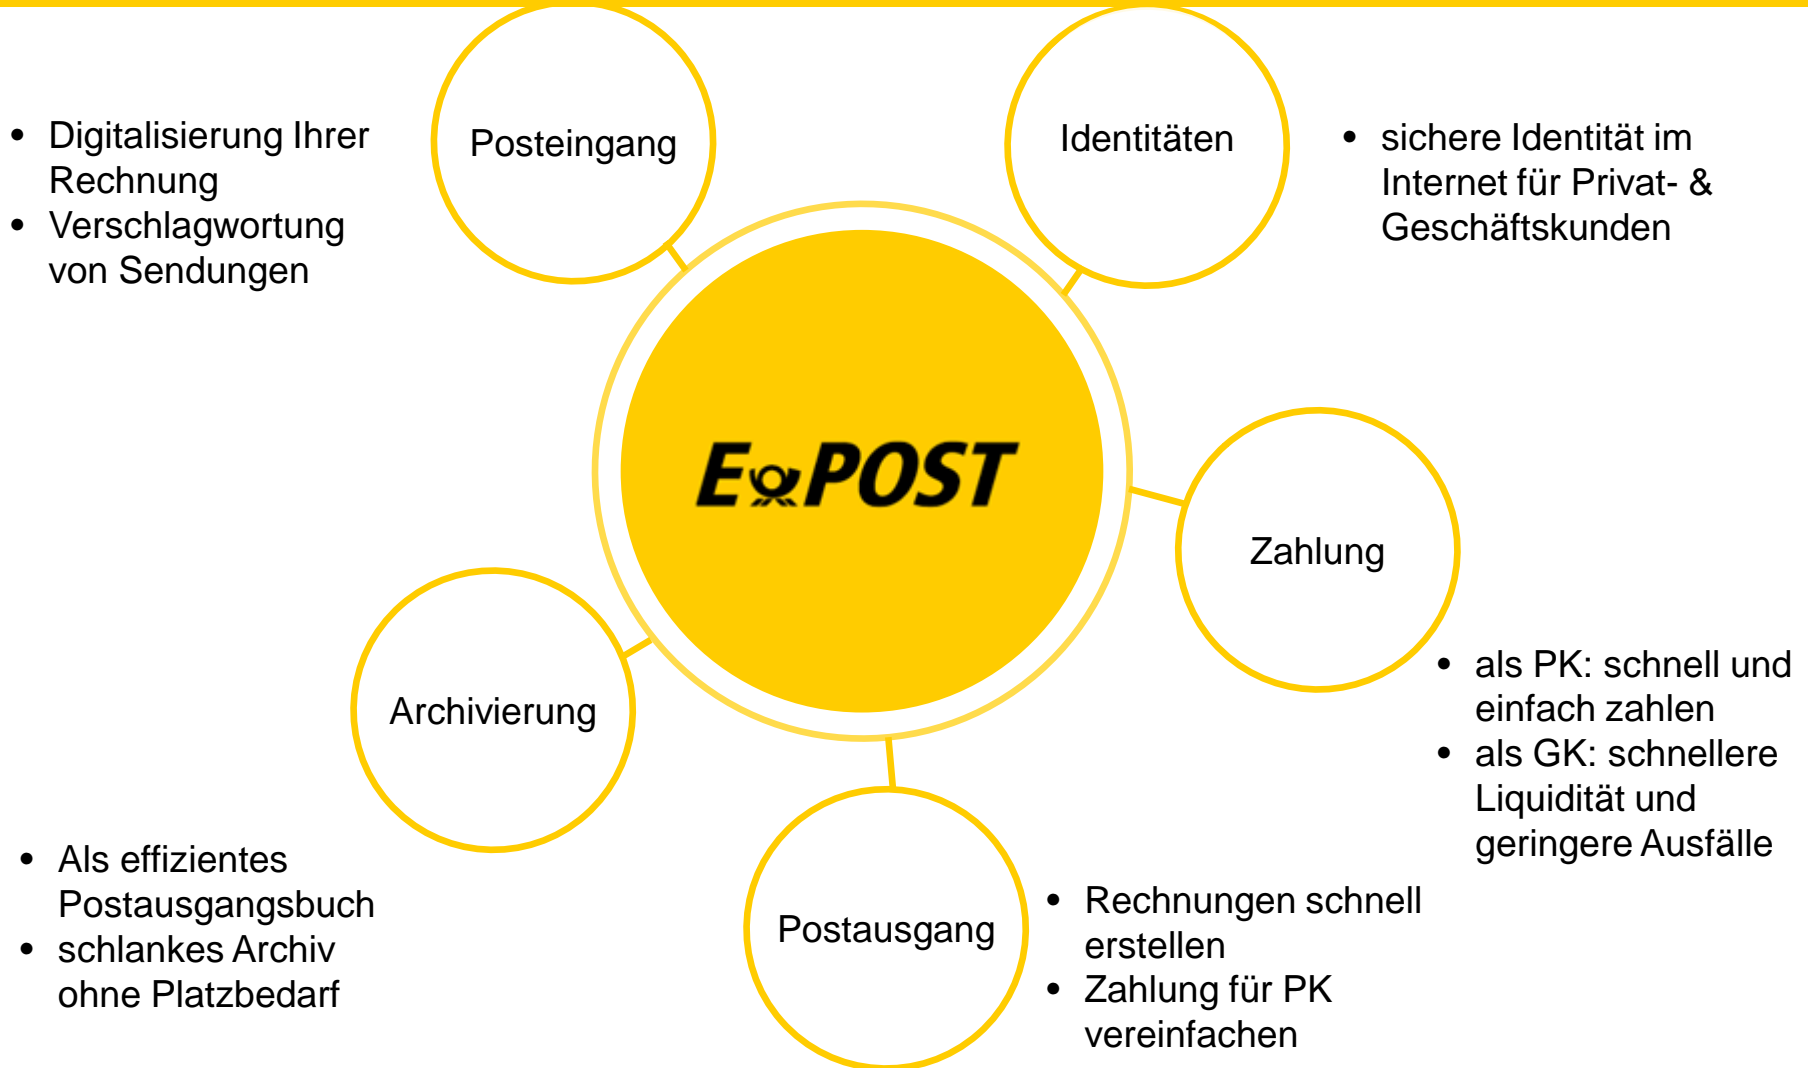 Posteingang
• Digitalisierung Ihrer
Rechnung
• Verschlagwortung
von Sendungen
Identitäten
• sichere Identität im
Internet für Privat- &
Geschäftskunden
E POST
Zahlung
• als PK: schnell und
einfach zahlen
• als GK: schnellere
Liquidität und
geringere Ausfälle
Archivierung
• Als effizientes
Postausgangsbuch
• schlankes Archiv
ohne Platzbedarf
Postausgang
• Rechnungen schnell
erstellen
• Zahlung für PK
vereinfachen